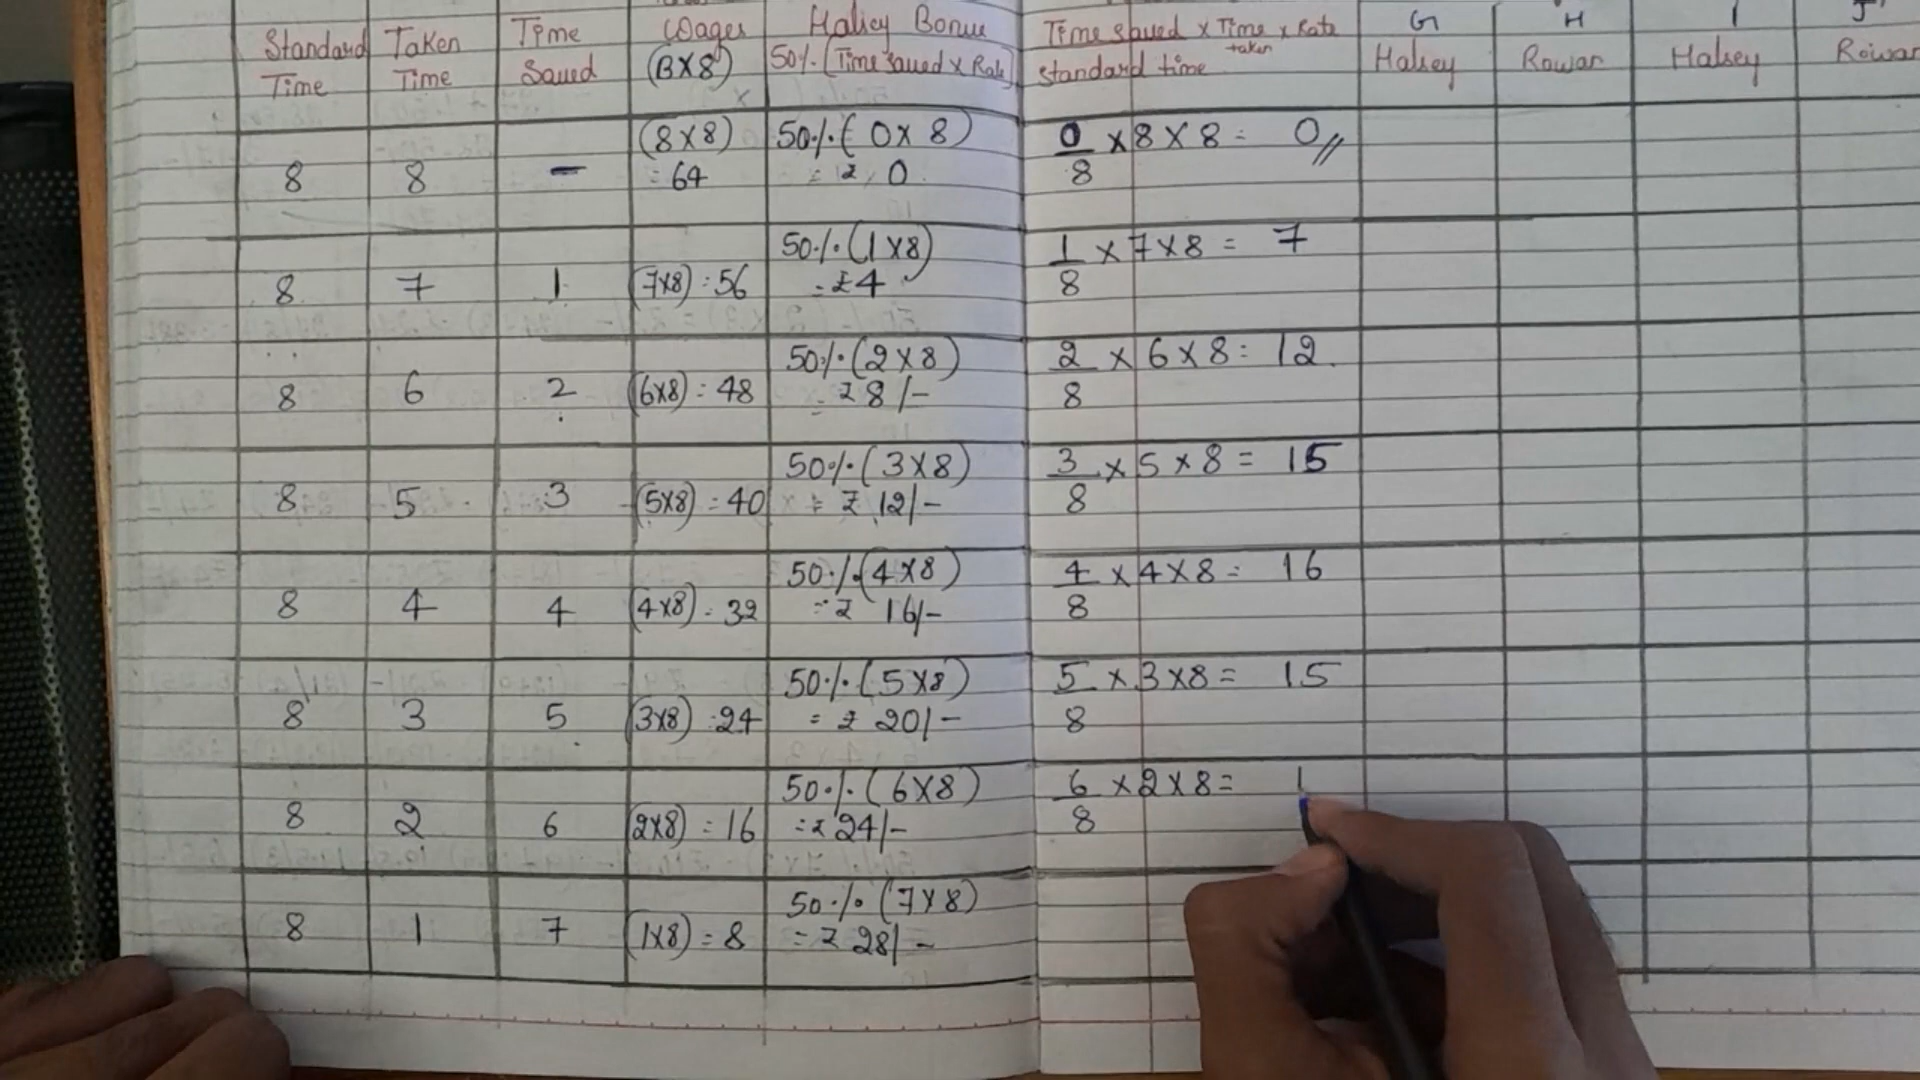 Standard Time
Taken Time
Time Saved
Wages (B×8)
Halsey Bonus 50%.[Time saved × Rate]
Time saved × Time taken × Rate
Standard time
G Halsey
H Rowan
I Halsey
J Rowan
8 8 – (8×8) = 64 50%.(0×8) = ₹ 0 0/8 × 8 × 8 = 0//
8 7 1 (7×8) = 56 50%.(1×8) = ₹4 1/8 × 7 × 8 = 7
8 6 2 (6×8) = 48 50%.(2×8) = ₹ 8/– 2/8 × 6 × 8 = 12
8 5 3 (5×8) = 40 50%.(3×8) = ₹ 12/– 3/8 × 5 × 8 = 15
8 4 4 (4×8) = 32 50%.(4×8) = ₹ 16/– 4/8 × 4 × 8 = 16
8 3 5 (3×8) = 24 50%.(5×8) = ₹ 20/– 5/8 × 3 × 8 = 15
8 2 6 (2×8) = 16 50%.(6×8) = ₹ 24/– 6/8 × 2 × 8 = 1
8 1 7 (1×8) = 8 50%.(7×8) = ₹ 28/–